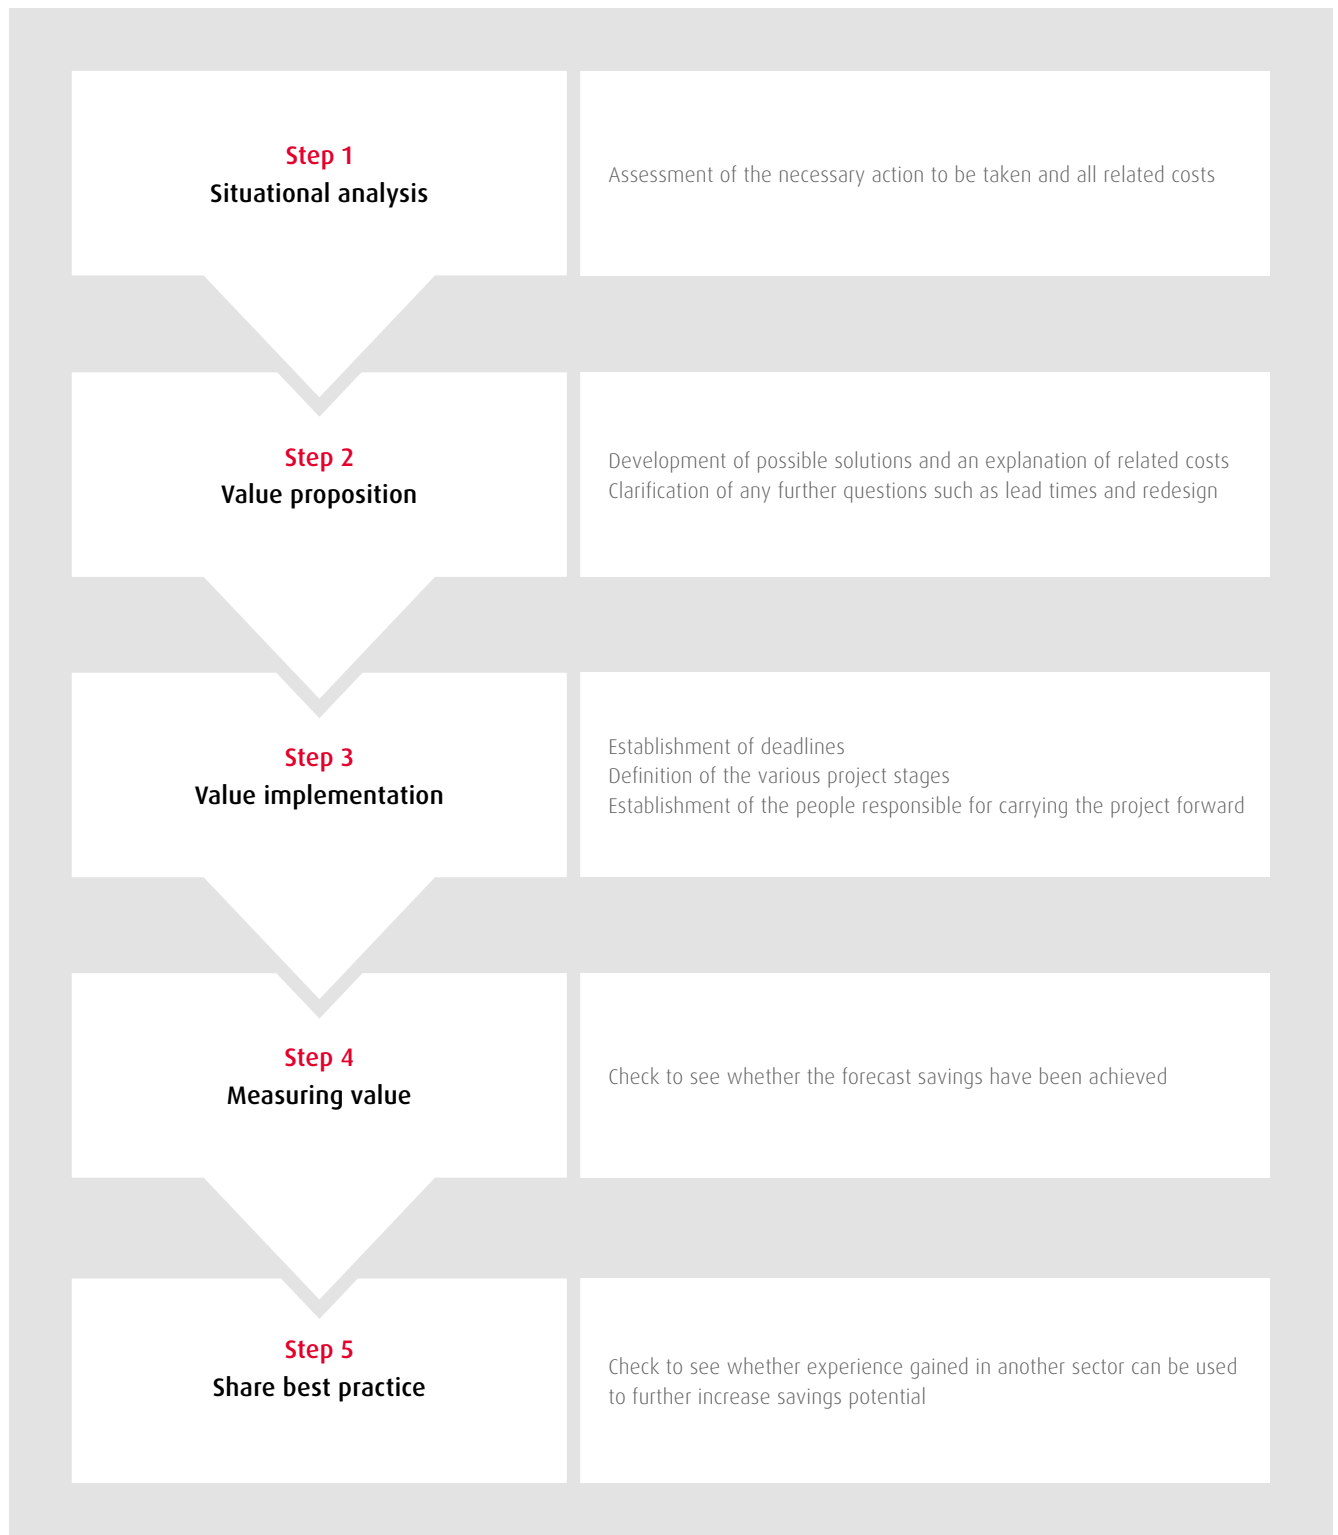 Step 1
Situational analysis
Assessment of the necessary action to be taken and all related costs
Step 2
Value proposition
Development of possible solutions and an explanation of related costs
Clarification of any further questions such as lead times and redesign
Step 3
Value implementation
Establishment of deadlines
Definition of the various project stages
Establishment of the people responsible for carrying the project forward
Step 4
Measuring value
Check to see whether the forecast savings have been achieved
Step 5
Share best practice
Check to see whether experience gained in another sector can be used
to further increase savings potential